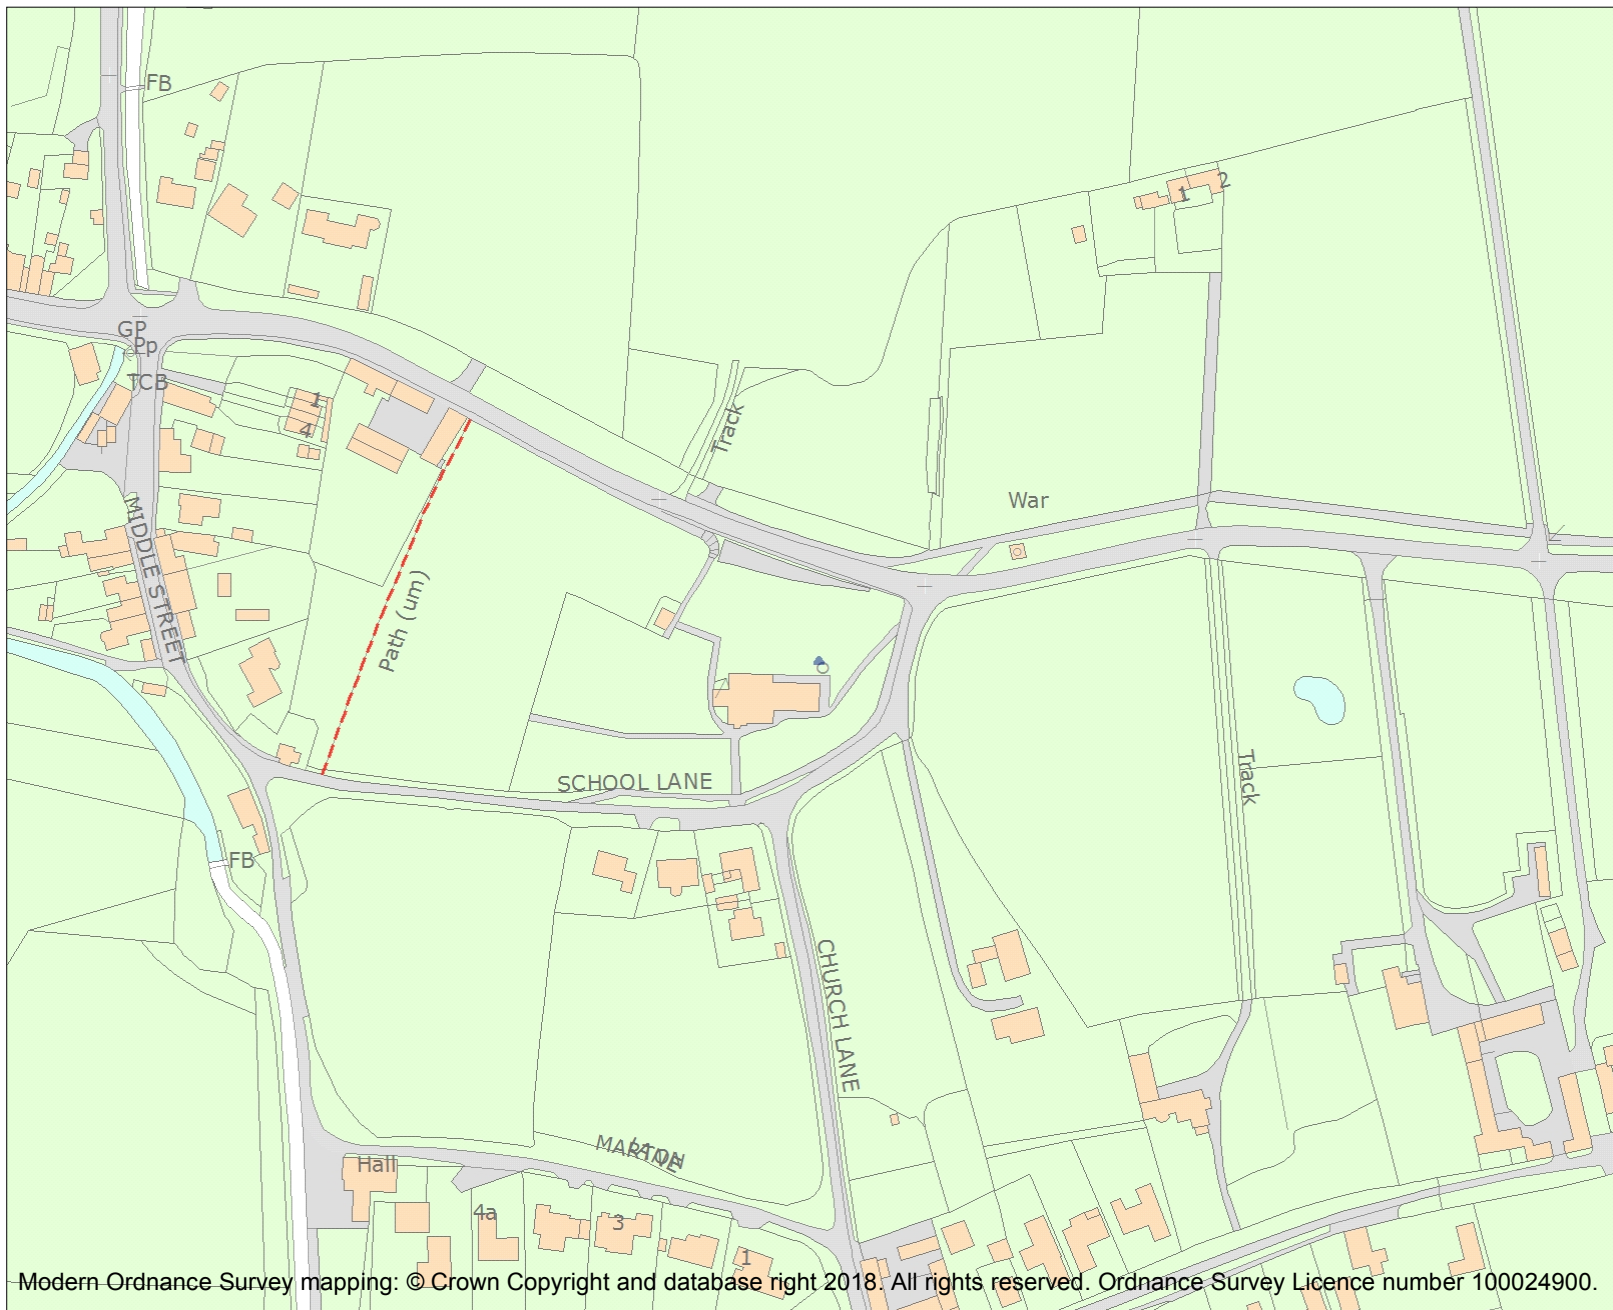 FB
2
1
GP
Pp
TCB
1
4
Track
War
MIDDLE STREET
Path (um)
Track
SCHOOL LANE
FB
CHURCH LANE
MARTON
LANE
Hall
4a
3
1
Modern Ordnance Survey mapping: © Crown Copyright and database right 2018. All rights reserved. Ordnance Survey Licence number 100024900.